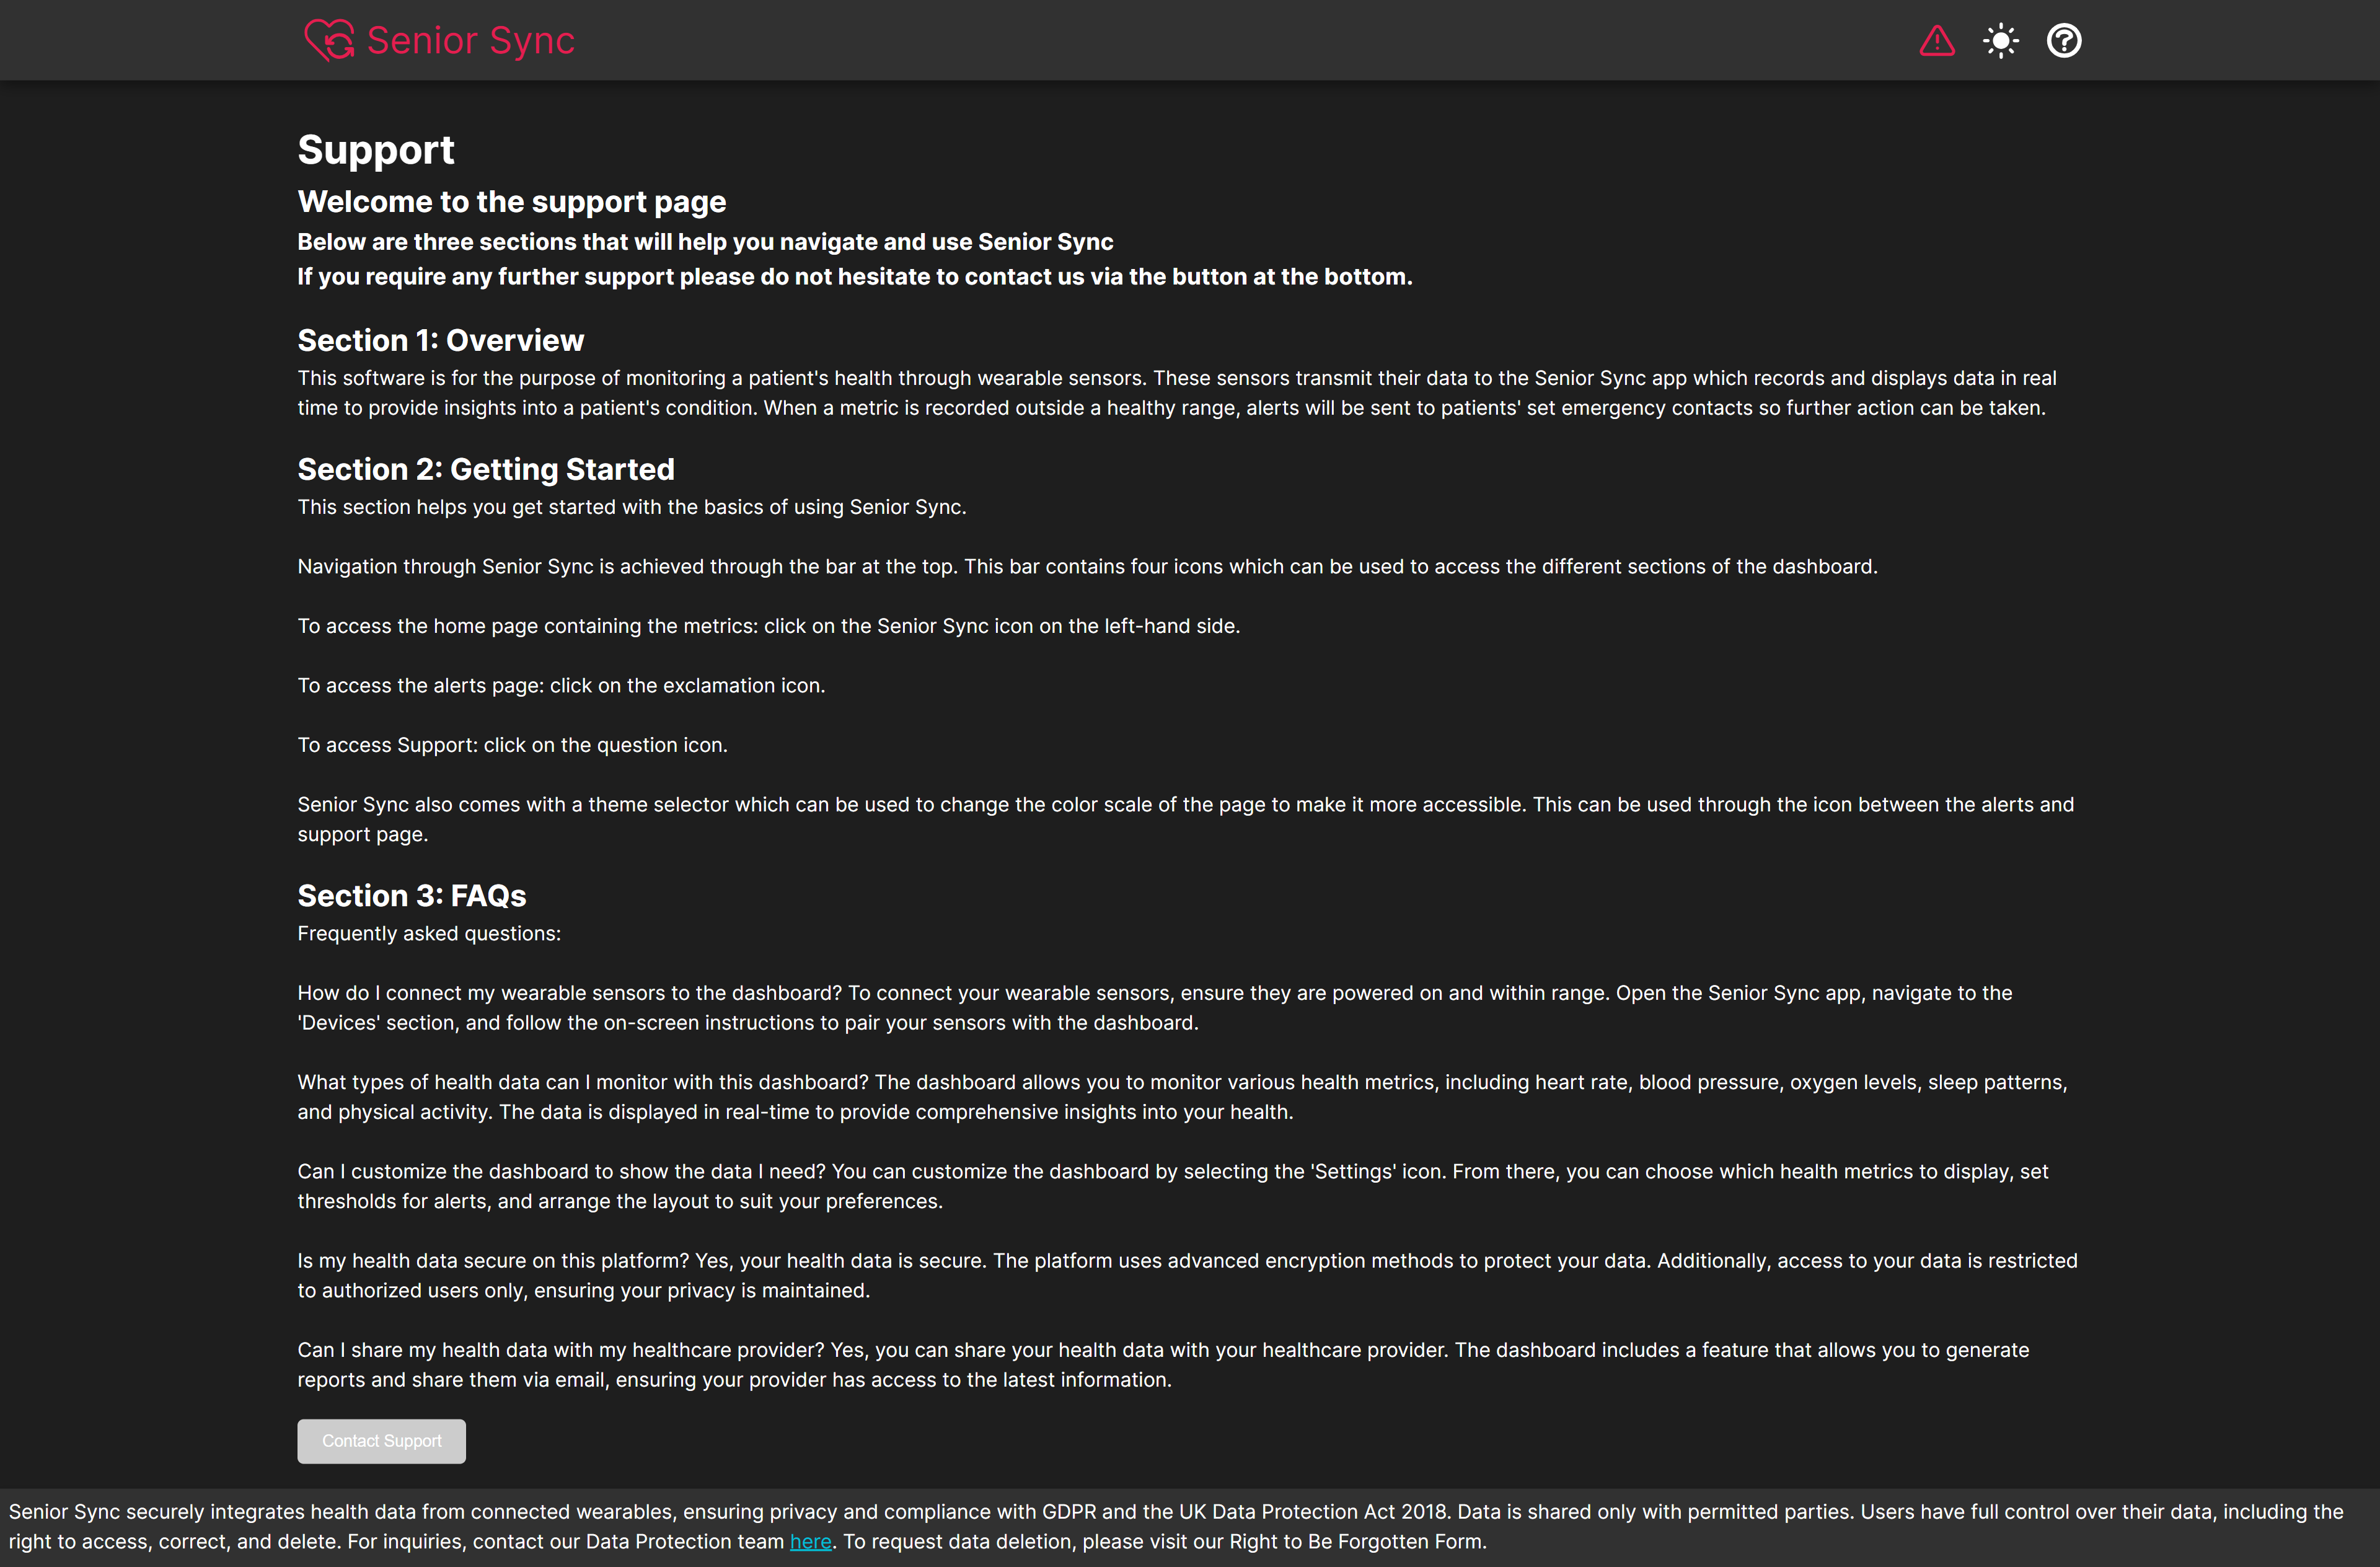 Senior Sync
Support
Welcome to the support page
Below are three sections that will help you navigate and use Senior Sync
If you require any further support please do not hesitate to contact us via the button at the bottom.
Section 1: Overview
This software is for the purpose of monitoring a patient's health through wearable sensors. These sensors transmit their data to the Senior Sync app which records and displays data in real
time to provide insights into a patient's condition. When a metric is recorded outside a healthy range, alerts will be sent to patients' set emergency contacts so further action can be taken.
Section 2: Getting Started
This section helps you get started with the basics of using Senior Sync.
Navigation through Senior Sync is achieved through the bar at the top. This bar contains four icons which can be used to access the different sections of the dashboard.
To access the home page containing the metrics: click on the Senior Sync icon on the left-hand side.
To access the alerts page: click on the exclamation icon.
To access Support: click on the question icon.
Senior Sync also comes with a theme selector which can be used to change the color scale of the page to make it more accessible. This can be used through the icon between the alerts and
support page.
Section 3: FAQs
Frequently asked questions:
How do I connect my wearable sensors to the dashboard? To connect your wearable sensors, ensure they are powered on and within range. Open the Senior Sync app, navigate to the
'Devices' section, and follow the on-screen instructions to pair your sensors with the dashboard.
What types of health data can I monitor with this dashboard? The dashboard allows you to monitor various health metrics, including heart rate, blood pressure, oxygen levels, sleep patterns,
and physical activity. The data is displayed in real-time to provide comprehensive insights into your health.
Can I customize the dashboard to show the data I need? You can customize the dashboard by selecting the 'Settings' icon. From there, you can choose which health metrics to display, set
thresholds for alerts, and arrange the layout to suit your preferences.
Is my health data secure on this platform? Yes, your health data is secure. The platform uses advanced encryption methods to protect your data. Additionally, access to your data is restricted
to authorized users only, ensuring your privacy is maintained.
Can I share my health data with my healthcare provider? Yes, you can share your health data with your healthcare provider. The dashboard includes a feature that allows you to generate
reports and share them via email, ensuring your provider has access to the latest information.
Contact Support
Senior Sync securely integrates health data from connected wearables, ensuring privacy and compliance with GDPR and the UK Data Protection Act 2018. Data is shared only with permitted parties. Users have full control over their data, including the
right to access, correct, and delete. For inquiries, contact our Data Protection team here. To request data deletion, please visit our Right to Be Forgotten Form.